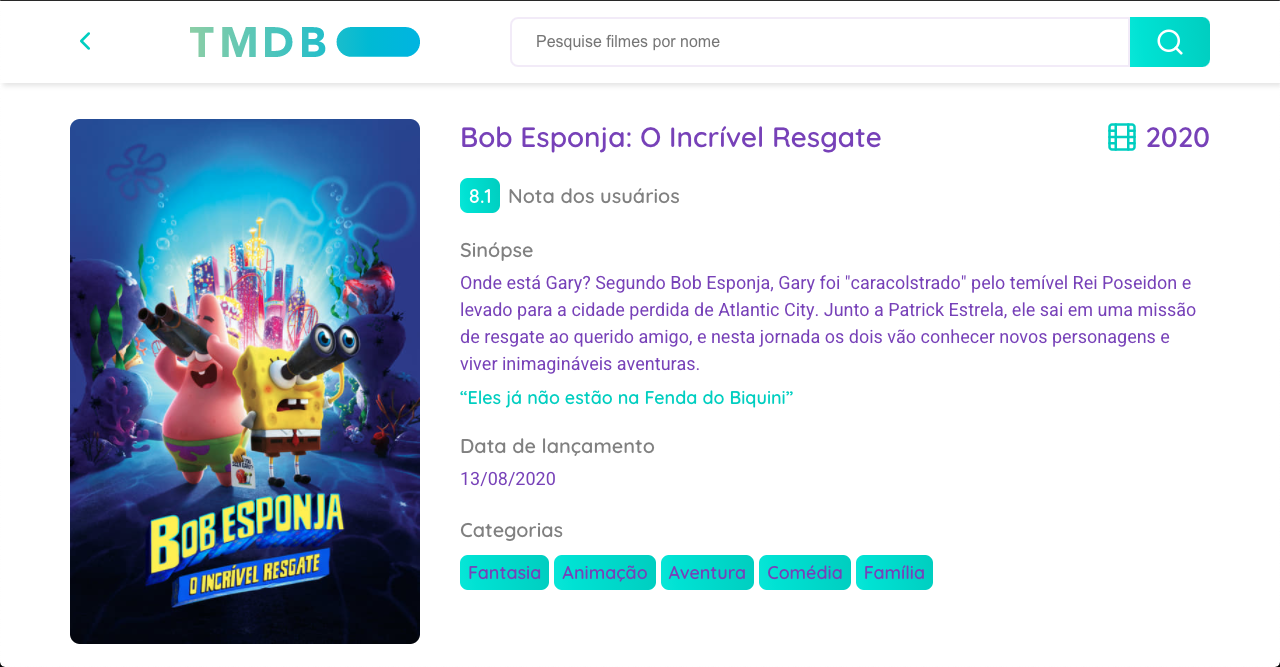 TMDB
Pesquise filmes por nome
Bob Esponja: O Incrível Resgate
2020
8.1 Nota dos usuários
Sinópse
Onde está Gary? Segundo Bob Esponja, Gary foi "caracolstrado" pelo temível Rei Poseidon e
levado para a cidade perdida de Atlantic City. Junto a Patrick Estrela, ele sai em uma missão
de resgate ao querido amigo, e nesta jornada os dois vão conhecer novos personagens e
viver inimagináveis aventuras.
“Eles já não estão na Fenda do Biquini”
Data de lançamento
13/08/2020
Categorias
Fantasia Animação Aventura Comédia Família
BOB ESPONJA
O INCRÍVEL RESGATE